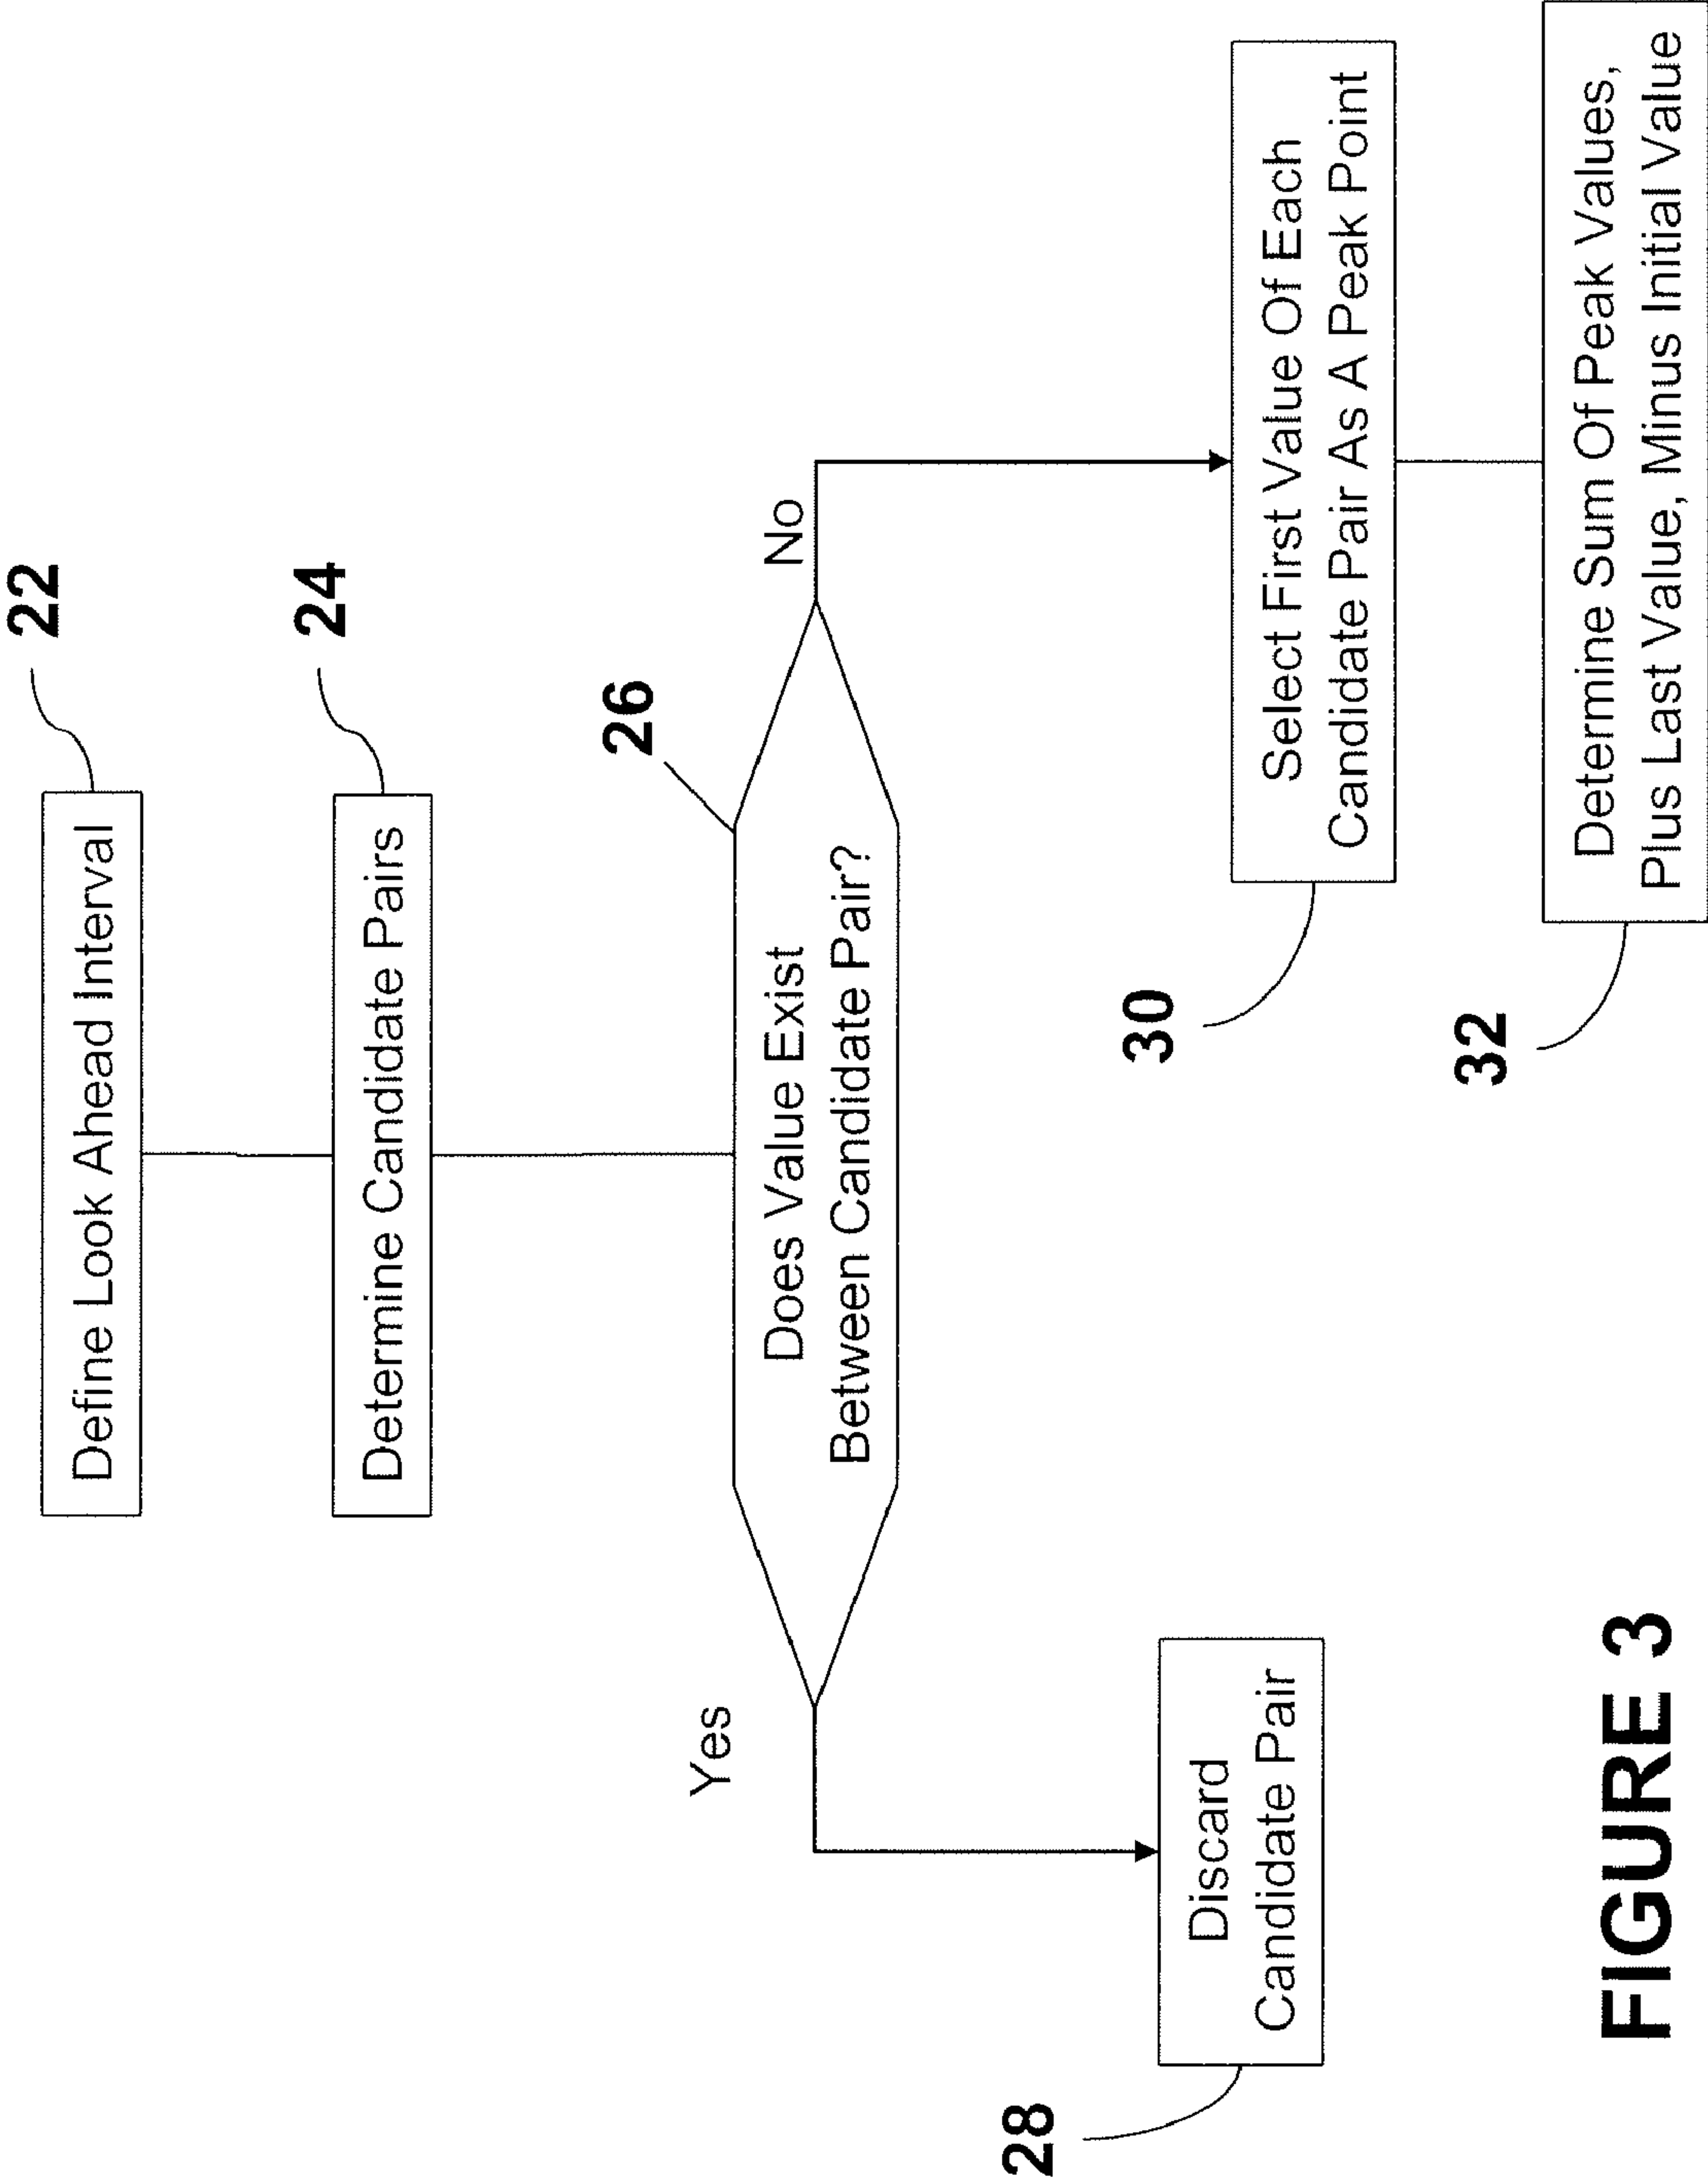 22
Define Look Ahead Interval
24
Determine Candidate Pairs
26
Does Value Exist
Between Candidate Pair?
Yes
No
28
Discard
Candidate Pair
30
Select First Value Of Each
Candidate Pair As A Peak Point
32
Determine Sum Of Peak Values,
Plus Last Value, Minus Initial Value
FIGURE 3